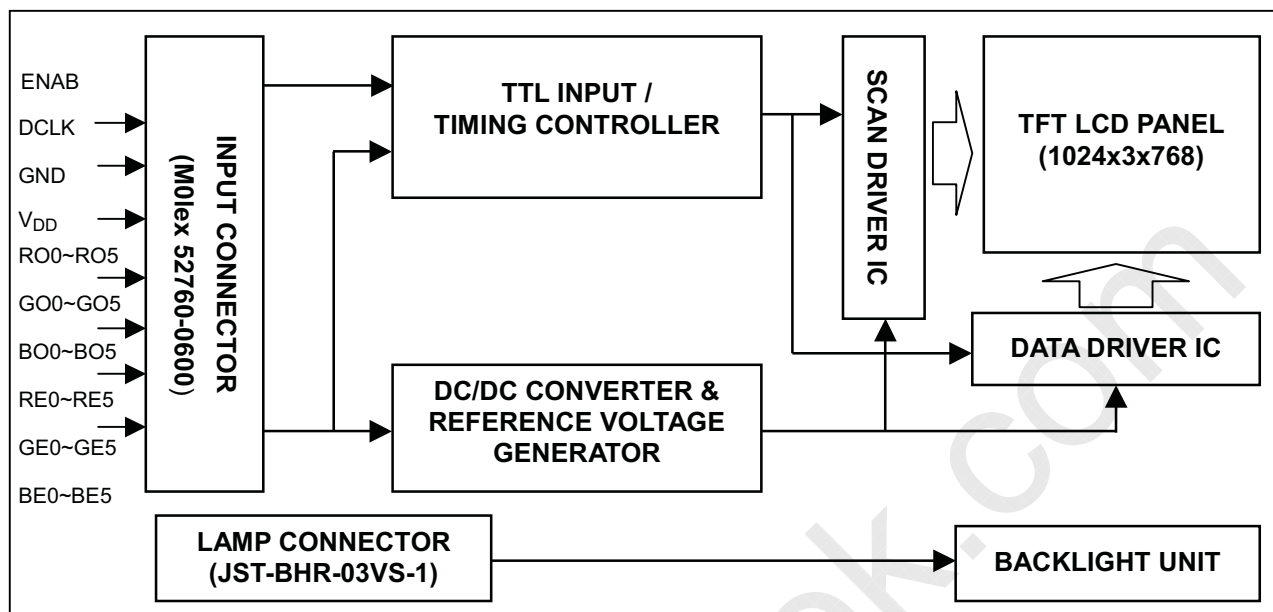 ENAB
DCLK
GND
VDD
RO0~RO5
GO0~GO5
BO0~BO5
RE0~RE5
GE0~GE5
BE0~BE5
INPUT CONNECTOR
(M0lex 52760-0600)
TTL INPUT /
TIMING CONTROLLER
SCAN DRIVER IC
TFT LCD PANEL
(1024x3x768)
DATA DRIVER IC
DC/DC CONVERTER &
REFERENCE VOLTAGE
GENERATOR
LAMP CONNECTOR
(JST-BHR-03VS-1)
BACKLIGHT UNIT
ok.com